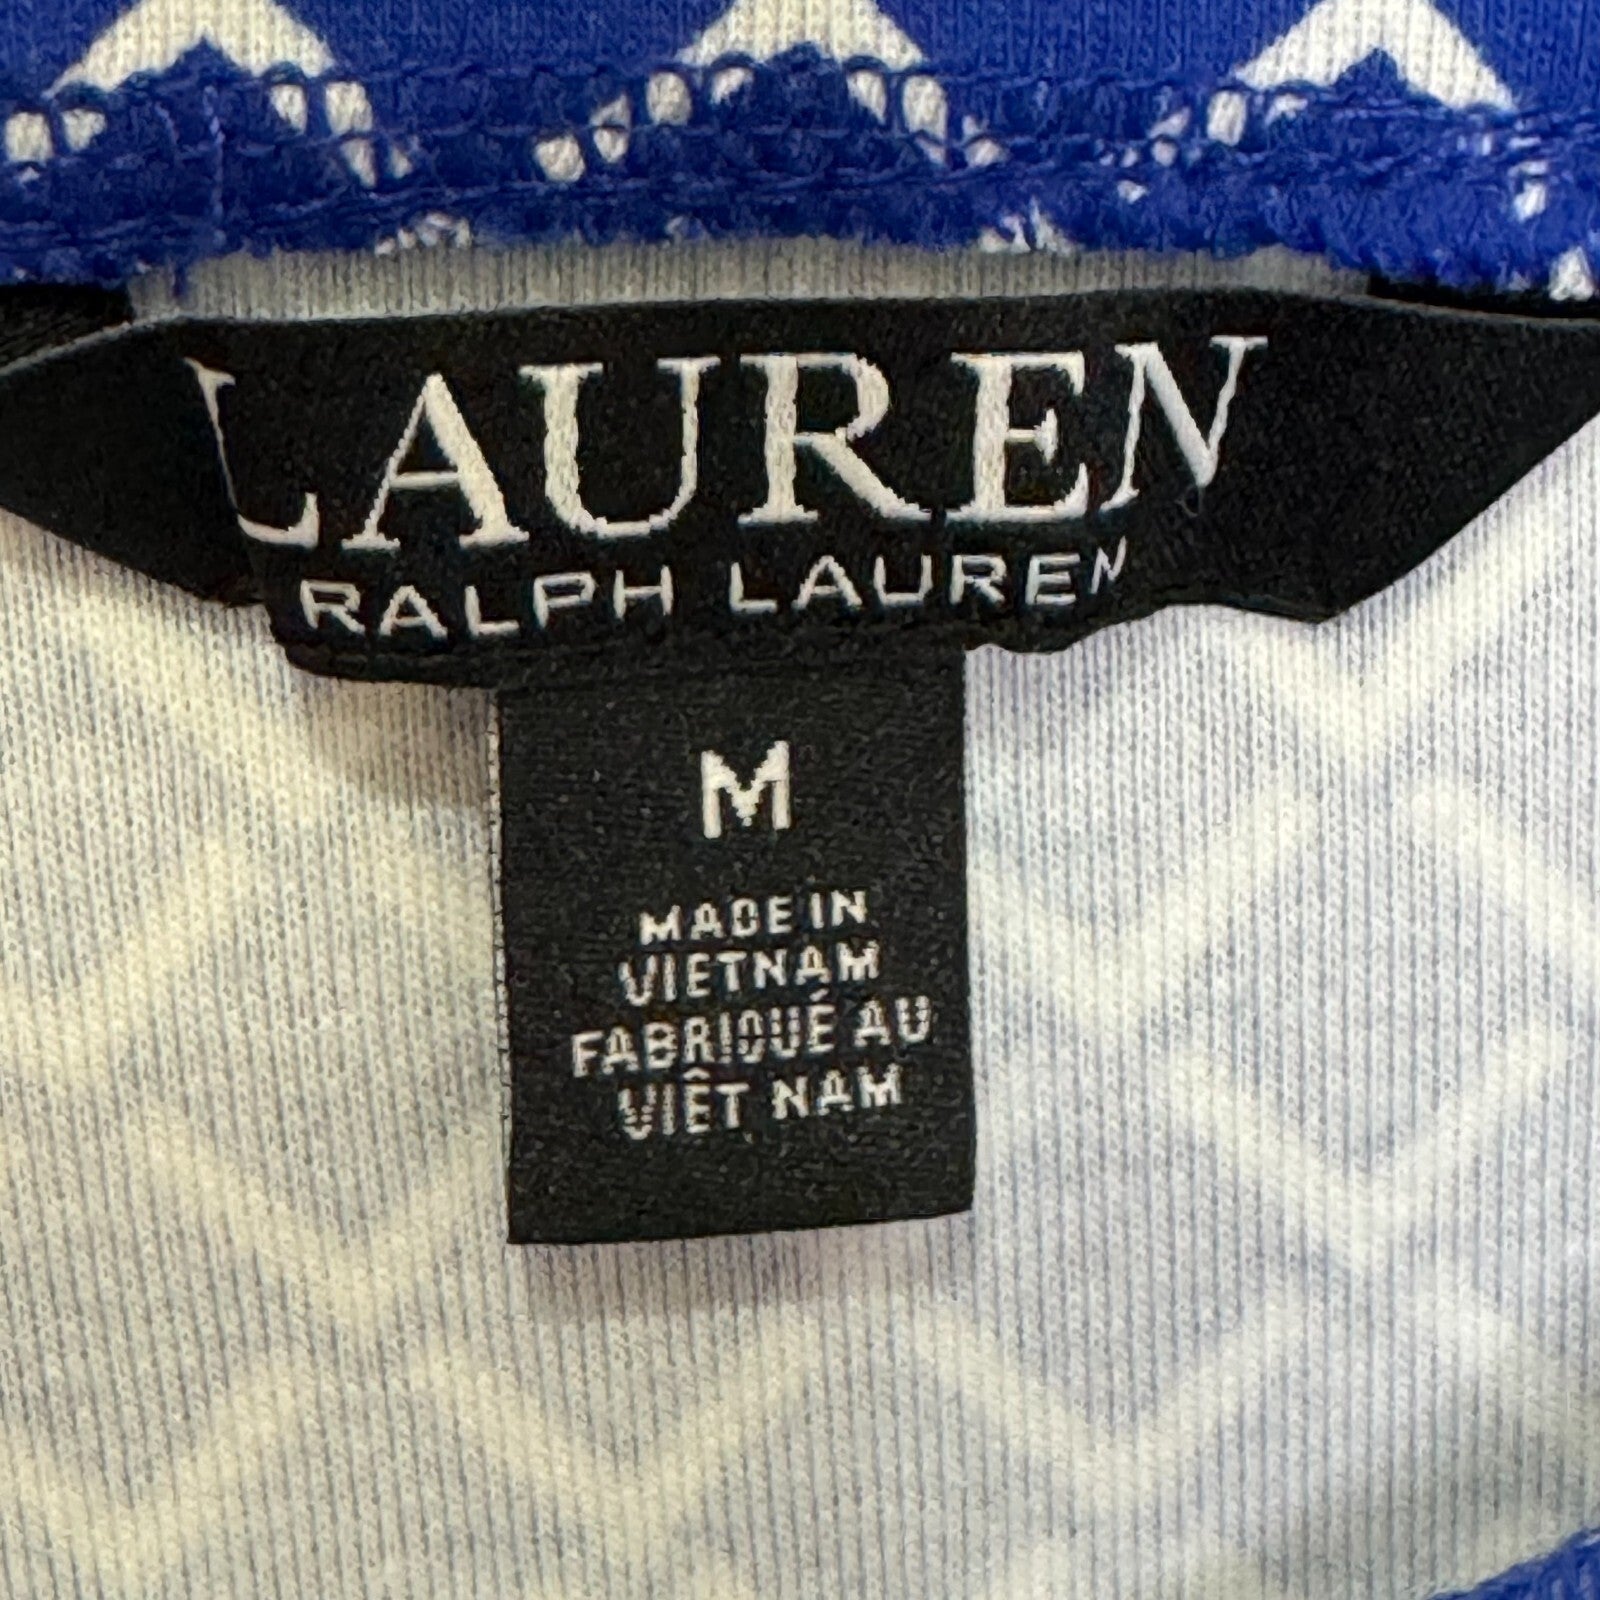 LAUREN
RALPH LAUREN
M
MADE IN
VIETNAM
FABRIQUÉ AU
VIÊT NAM